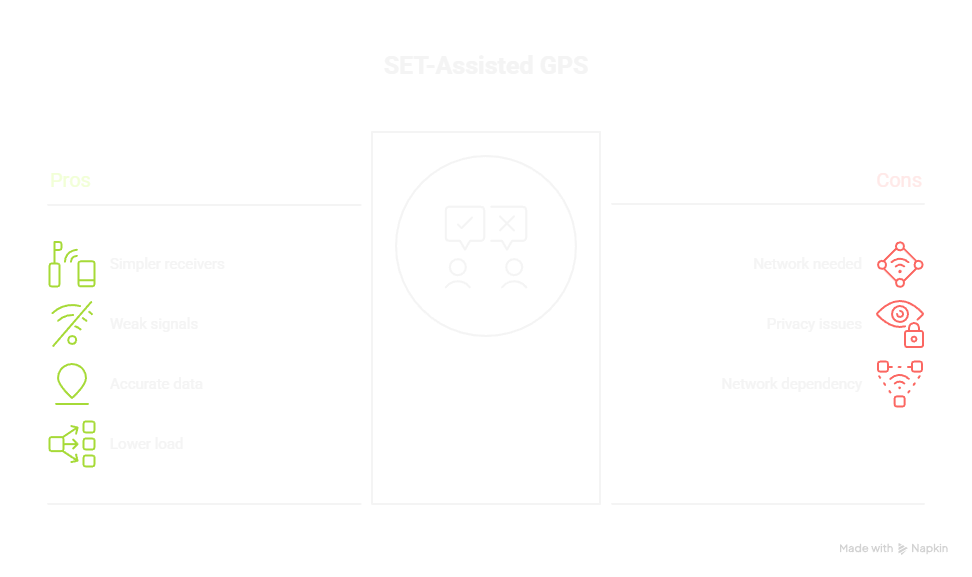 SET-Assisted GPS
Pros
Simpler receivers
Weak signals
Accurate data
Lower load
Cons
Network needed
Privacy issues
Network dependency
Made with Napkin